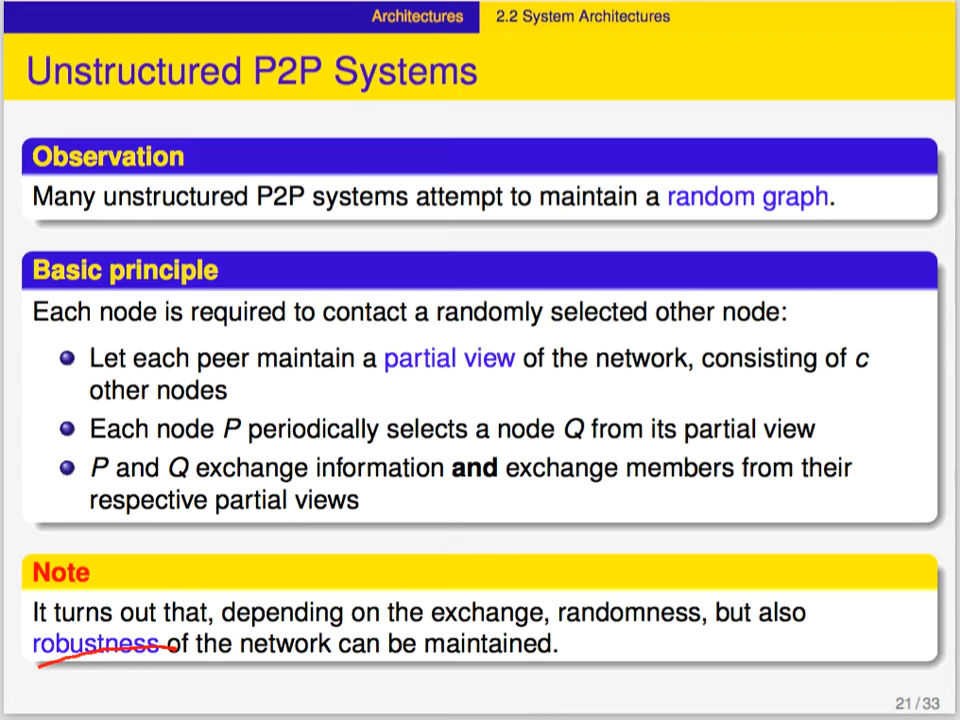 Architectures 2.2 System Architectures
Unstructured P2P Systems
Observation
Many unstructured P2P systems attempt to maintain a random graph.
Basic principle
Each node is required to contact a randomly selected other node:
Let each peer maintain a partial view of the network, consisting of c
other nodes
Each node P periodically selects a node Q from its partial view
P and Q exchange information and exchange members from their
respective partial views
Note
It turns out that, depending on the exchange, randomness, but also
robustness of the network can be maintained.
21 / 33